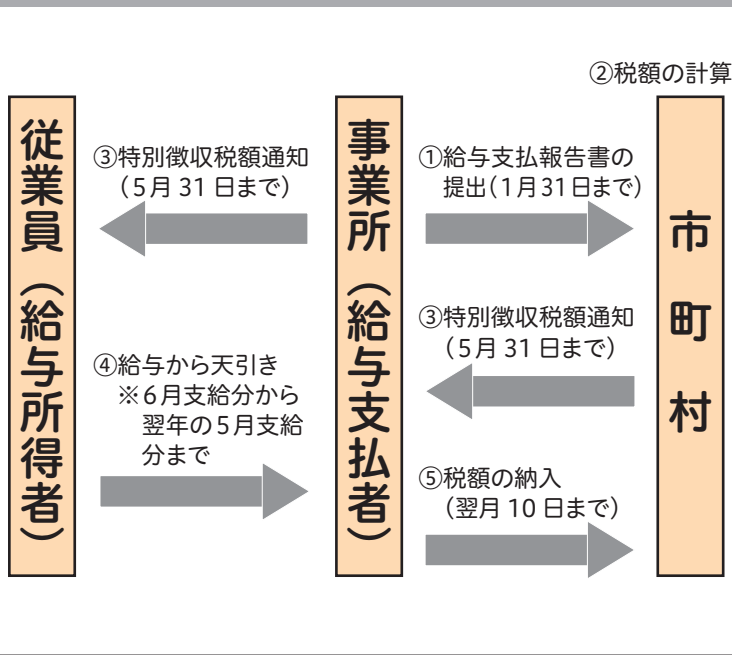 ②税額の計算
従業員（給与所得者）
③特別徴収税額通知
（5月 31 日まで）
④給与から天引き
※6月支給分から
翌年の5月支給
分まで
事業所（給与支払者）
①給与支払報告書の
提出（1月31日まで）
③特別徴収税額通知
（5月 31 日まで）
⑤税額の納入
（翌月 10 日まで）
市町村